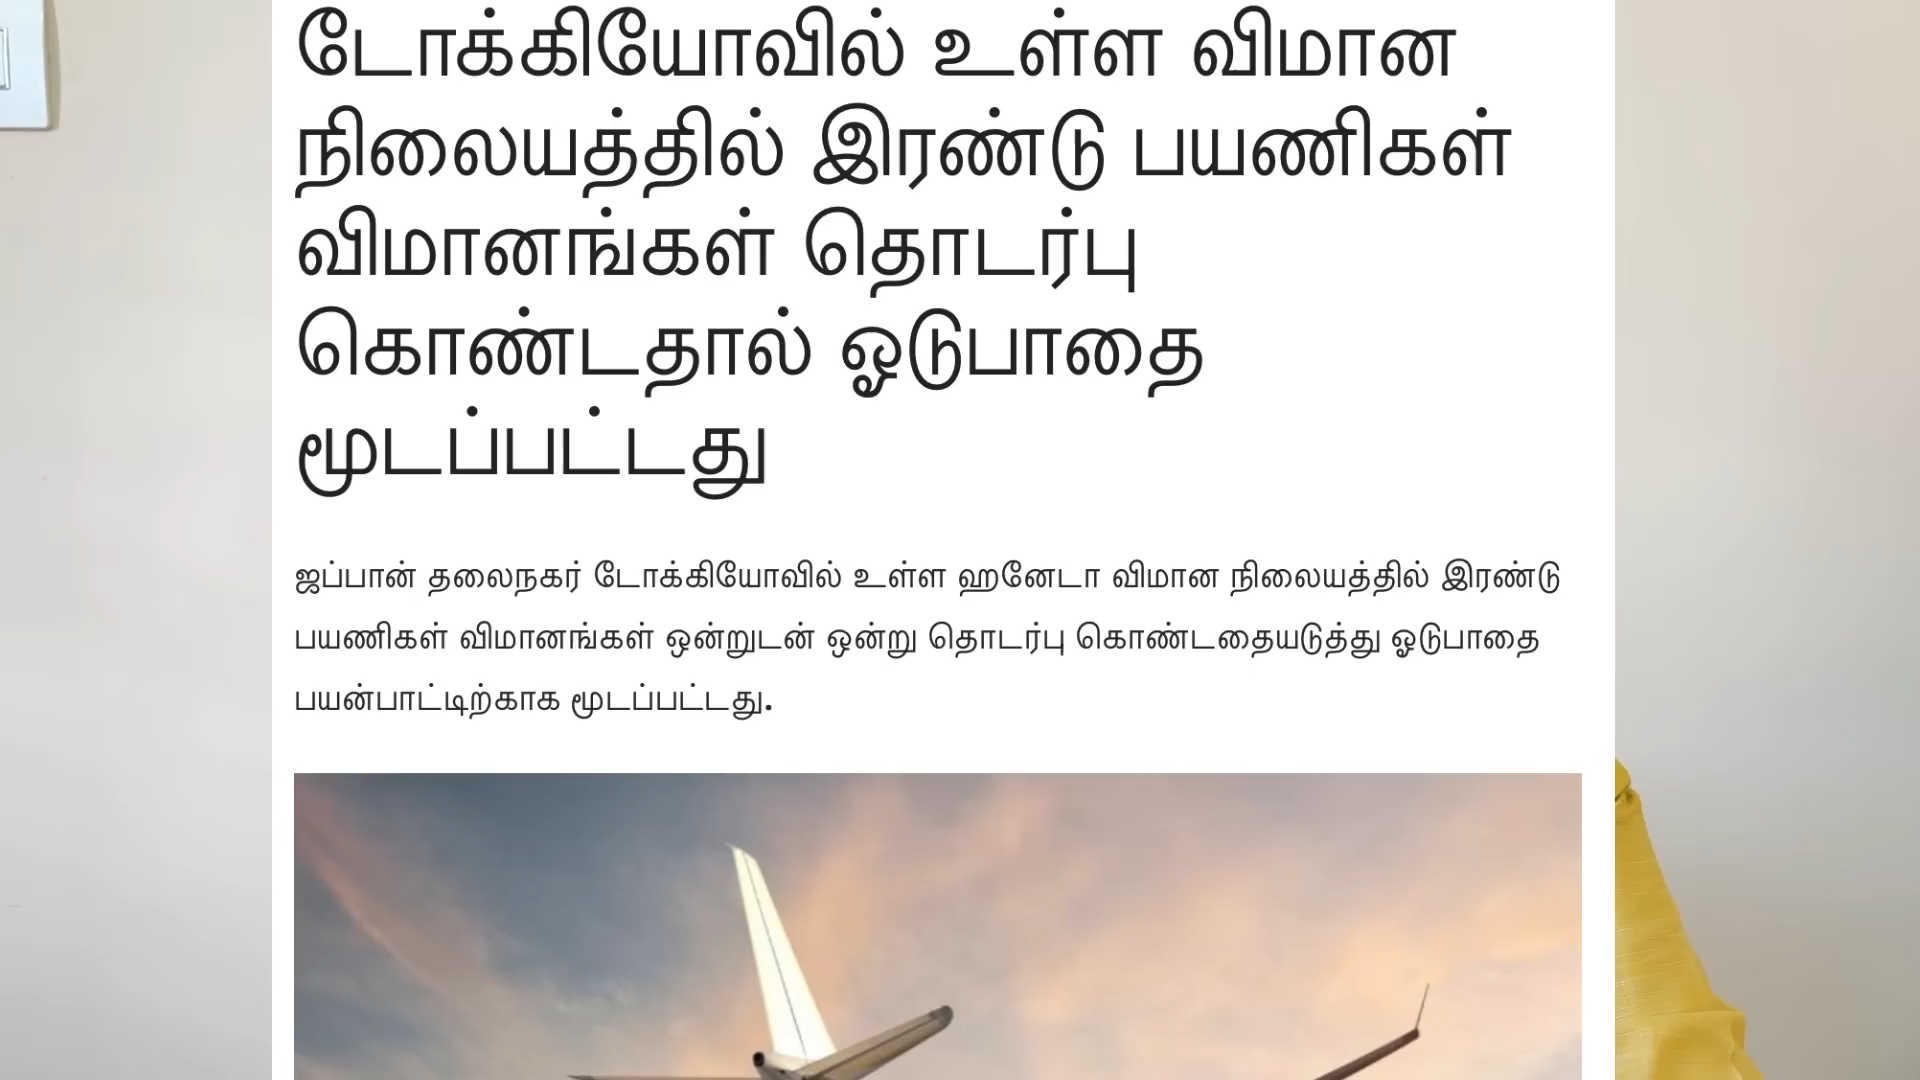 டோக்கியோவில் உள்ள விமான
நிலையத்தில் இரண்டு பயணிகள்
விமானங்கள் தொடர்பு
கொண்டதால் ஓடுபாதை
மூடப்பட்டது
ஜப்பான் தலைநகர் டோக்கியோவில் உள்ள ஹனேடா விமான நிலையத்தில் இரண்டு
பயணிகள் விமானங்கள் ஒன்றுடன் ஒன்று தொடர்பு கொண்டதையடுத்து ஓடுபாதை
பயன்பாட்டிற்காக மூடப்பட்டது.